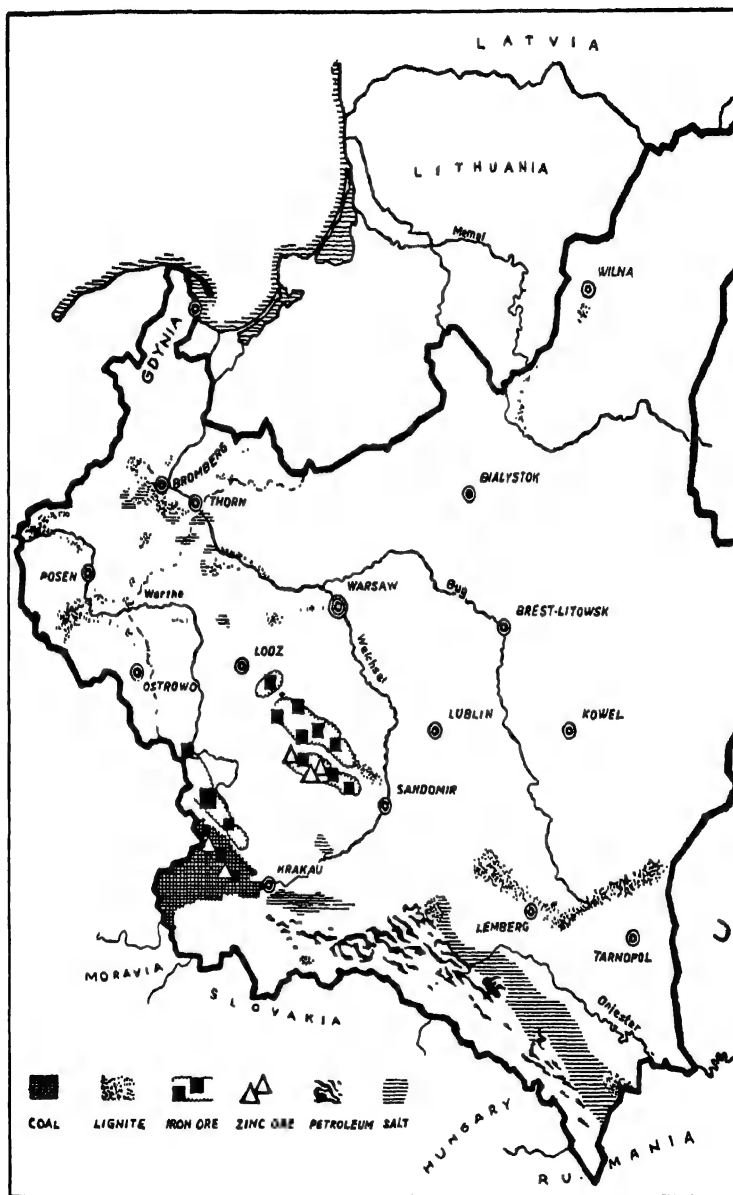 LATVIA
LITHUANIA
Memel
WILNA
GDYNIA
BROMBERG
THORN
BIALYSTOK
POSEN
Warthe
WARSAW
Bug
BREST-LITOWSK
Weichsel
LODZ
OSTROWO
LUBLIN
KOWEL
SANDOMIR
KRAKAU
LEMBERG
TARNOPOL
U
MORAVIA
SLOVAKIA
Dniester
HUNGARY
RUMANIA
COAL LIGNITE IRON ORE ZINC ORE PETROLEUM SALT